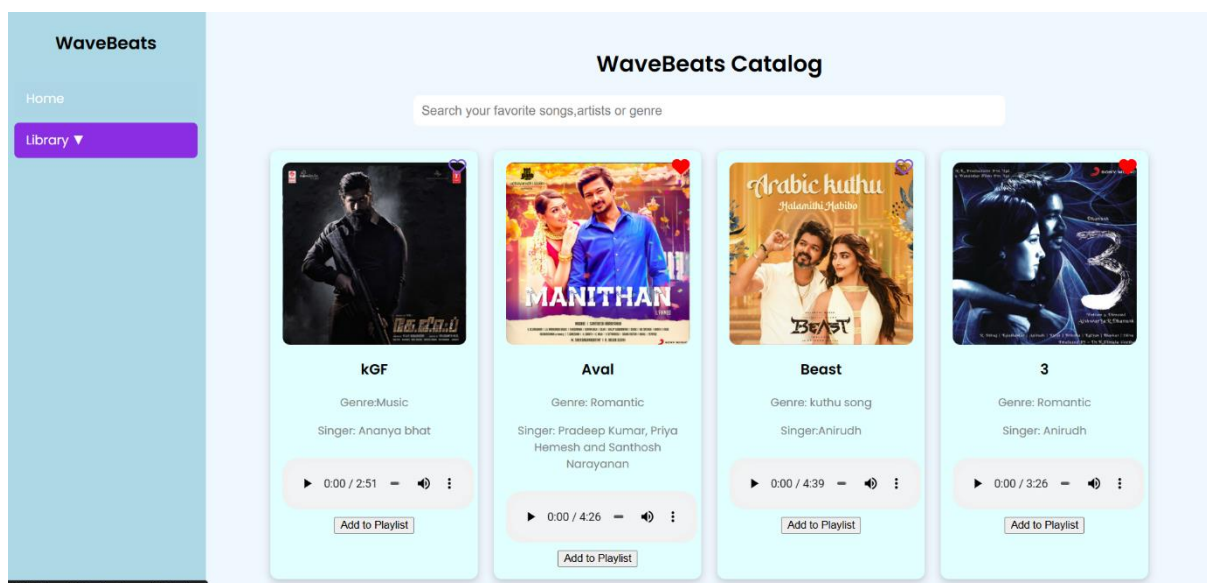 WaveBeats
Home
Library ▼
WaveBeats Catalog
Search your favorite songs,artists or genre
கே.ஜி.எஃப்
kGF
Genre:Music
Singer: Ananya bhat
0:00 / 2:51
Add to Playlist
MANITHAN
Aval
Genre: Romantic
Singer: Pradeep Kumar, Priya
Hemesh and Santhosh
Narayanan
0:00 / 4:26
Add to Playlist
Arabic kuthu
Halamithi Habibo
BEAST
Beast
Genre: kuthu song
Singer:Anirudh
0:00 / 4:39
Add to Playlist
3
3
Genre: Romantic
Singer: Anirudh
0:00 / 3:26
Add to Playlist